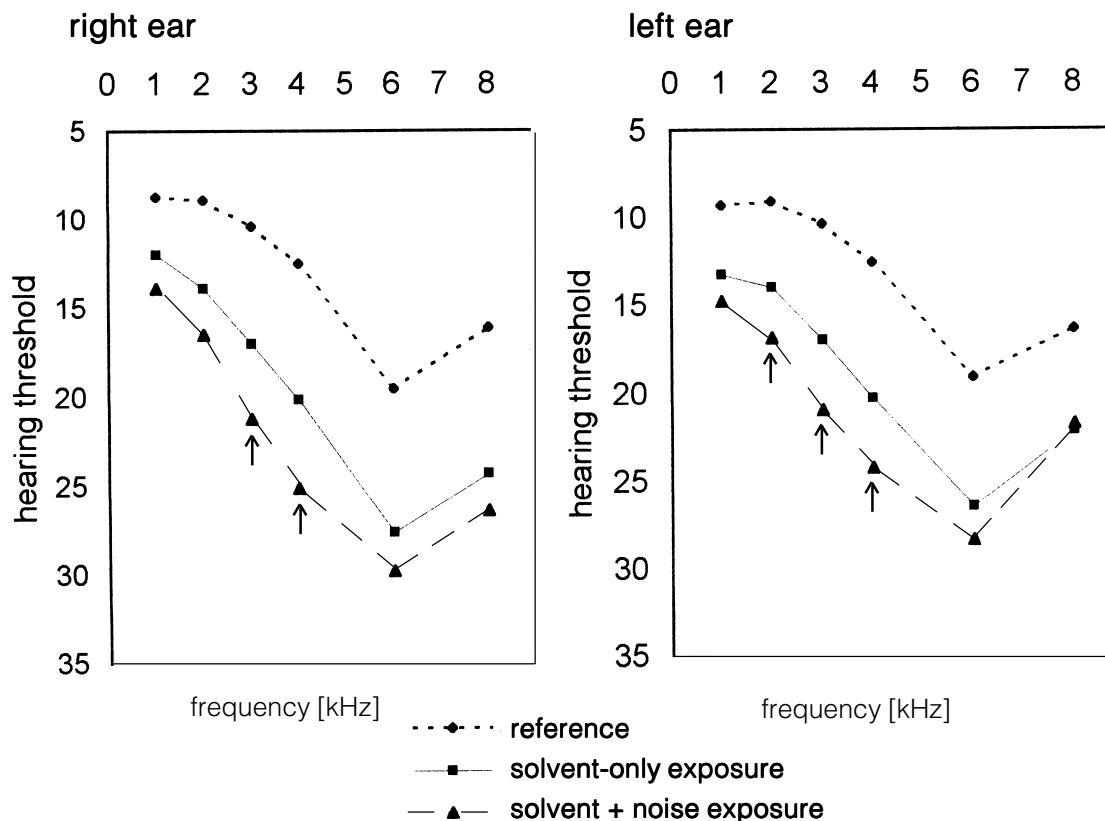 right ear
0 1 2 3 4 6 7 8
5
10
15
20
25
30
35
hearing threshold
frequency [kHz]
left ear
0 1 2 3 4 6 7 8
5
10
15
20
25
30
35
hearing threshold
frequency [kHz]
reference
solvent-only exposure
solvent + noise exposure